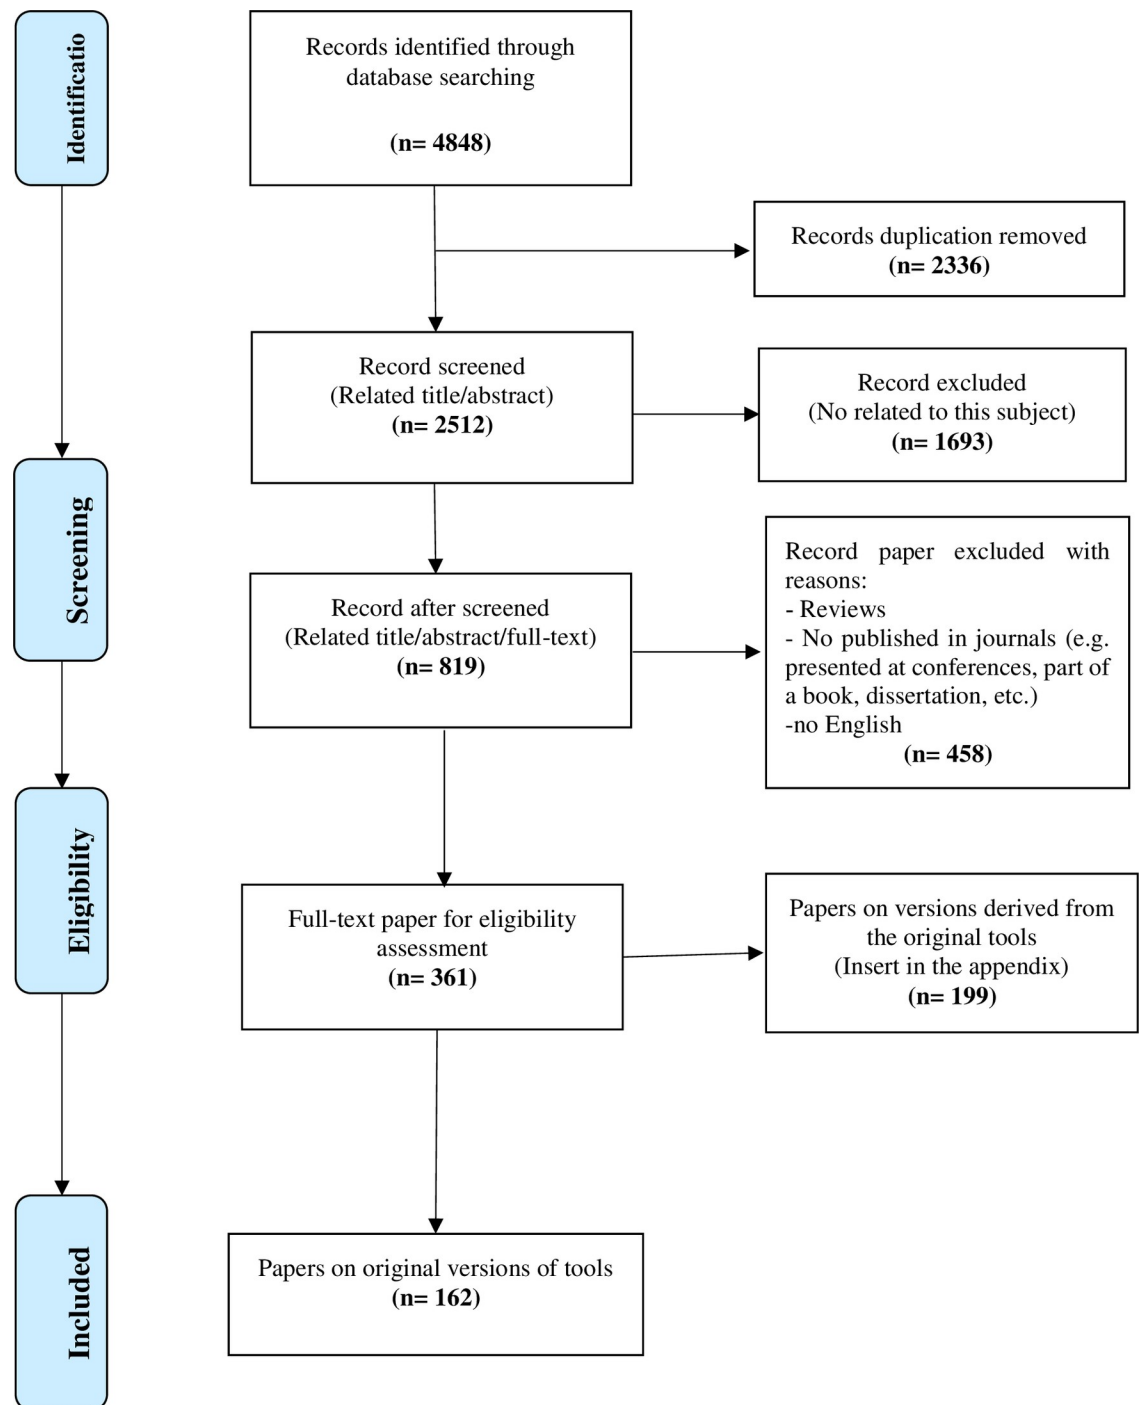 Identificatio
Records identified through
database searching
(n= 4848)
Records duplication removed
(n= 2336)
Record screened
(Related title/abstract)
(n= 2512)
Record excluded
(No related to this subject)
(n= 1693)
Screening
Record after screened
(Related title/abstract/full-text)
(n= 819)
Record paper excluded with
reasons:
- Reviews
- No published in journals (e.g.
presented at conferences, part of
a book, dissertation, etc.)
-no English
(n= 458)
Eligibility
Full-text paper for eligibility
assessment
(n= 361)
Papers on versions derived from
the original tools
(Insert in the appendix)
(n= 199)
Included
Papers on original versions of tools
(n= 162)